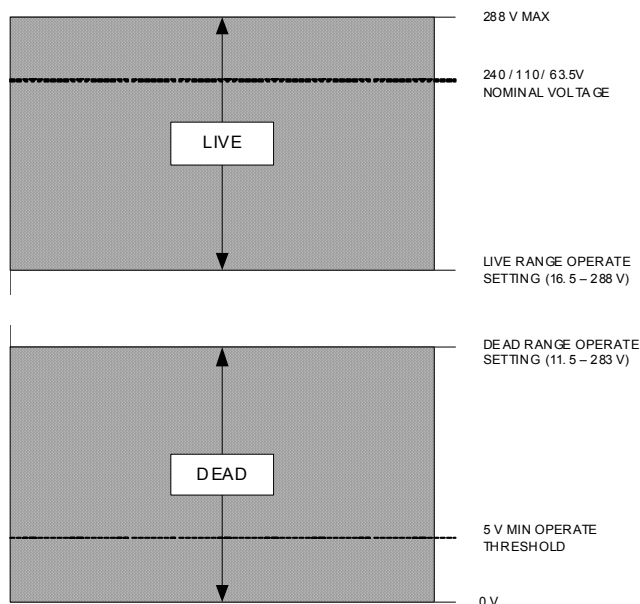 288 V MAX
240 / 110 / 63.5V
NOMINAL VOLTAGE
LIVE
LIVE RANGE OPERATE
SETTING (16.5 – 288 V)
DEAD RANGE OPERATE
SETTING (11.5 – 283 V)
DEAD
5 V MIN OPERATE
THRESHOLD
0 V